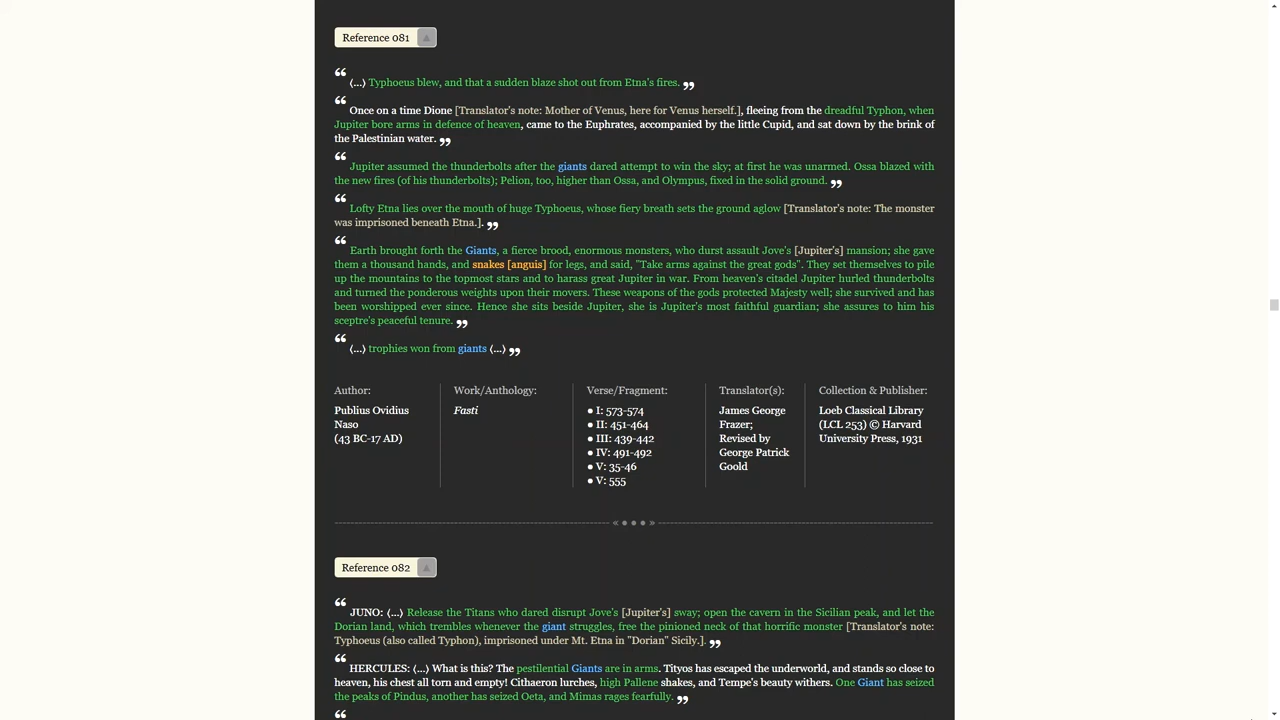 Reference 081 ▲
❝ (...) Typhoeus blew, and that a sudden blaze shot out from Etna's fires. ❞
❝ Once on a time Dione [Translator's note: Mother of Venus, here for Venus herself.], fleeing from the dreadful Typhon, when
Jupiter bore arms in defence of heaven, came to the Euphrates, accompanied by the little Cupid, and sat down by the brink of
the Palestinian water. ❞
❝ Jupiter assumed the thunderbolts after the giants dared attempt to win the sky; at first he was unarmed. Ossa blazed with
the new fires (of his thunderbolts); Pelion, too, higher than Ossa, and Olympus, fixed in the solid ground. ❞
❝ Lofty Etna lies over the mouth of huge Typhoeus, whose fiery breath sets the ground aglow [Translator's note: The monster
was imprisoned beneath Etna.]. ❞
❝ Earth brought forth the Giants, a fierce brood, enormous monsters, who durst assault Jove's [Jupiter's] mansion; she gave
them a thousand hands, and snakes [anguis] for legs, and said, "Take arms against the great gods". They set themselves to pile
up the mountains to the topmost stars and to harass great Jupiter in war. From heaven's citadel Jupiter hurled thunderbolts
and turned the ponderous weights upon their movers. These weapons of the gods protected Majesty well; she survived and has
been worshipped ever since. Hence she sits beside Jupiter, she is Jupiter's most faithful guardian; she assures to him his
sceptre's peaceful tenure. ❞
❝ (...) trophies won from giants (...) ❞
Author:
Publius Ovidius
Naso
(43 BC-17 AD)
Work/Anthology:
Fasti
Verse/Fragment:
● I: 573-574
● II: 451-464
● III: 439-442
● IV: 491-492
● V: 35-46
● V: 555
Translator(s):
James George
Frazer;
Revised by
George Patrick
Goold
Collection & Publisher:
Loeb Classical Library
(LCL 253) © Harvard
University Press, 1931
« ● ● ● »
Reference 082 ▲
❝ JUNO: (...) Release the Titans who dared disrupt Jove's [Jupiter's] sway; open the cavern in the Sicilian peak, and let the
Dorian land, which trembles whenever the giant struggles, free the pinioned neck of that horrific monster [Translator's note:
Typhoeus (also called Typhon), imprisoned under Mt. Etna in "Dorian" Sicily.]. ❞
❝ HERCULES: (...) What is this? The pestilential Giants are in arms. Tityos has escaped the underworld, and stands so close to
heaven, his chest all torn and empty! Cithaeron lurches, high Pallene shakes, and Tempe's beauty withers. One Giant has seized
the peaks of Pindus, another has seized Oeta, and Mimas rages fearfully. ❞
❝